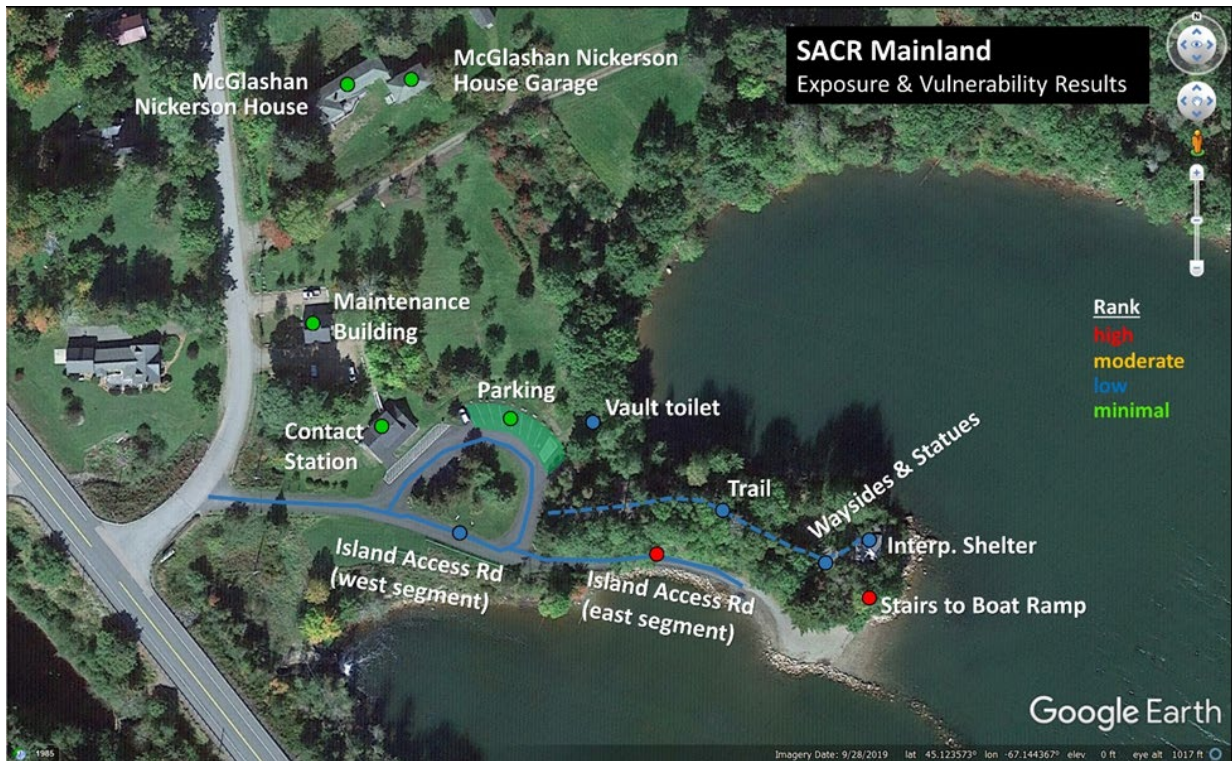 SACR Mainland
Exposure & Vulnerability Results
McGlashan
Nickerson House
McGlashan Nickerson
House Garage
N
Maintenance
Building
Rank
high
moderate
low
minimal
Parking
Vault toilet
Contact
Station
Trail
Waysides & Statues
Interp. Shelter
Island Access Rd
(west segment)
Island Access Rd
(east segment)
Stairs to Boat Ramp
Google Earth
1985
Imagery Date: 9/28/2019 lat 45.123573° lon -67.144367° elev 0 ft eye alt 1017 ft